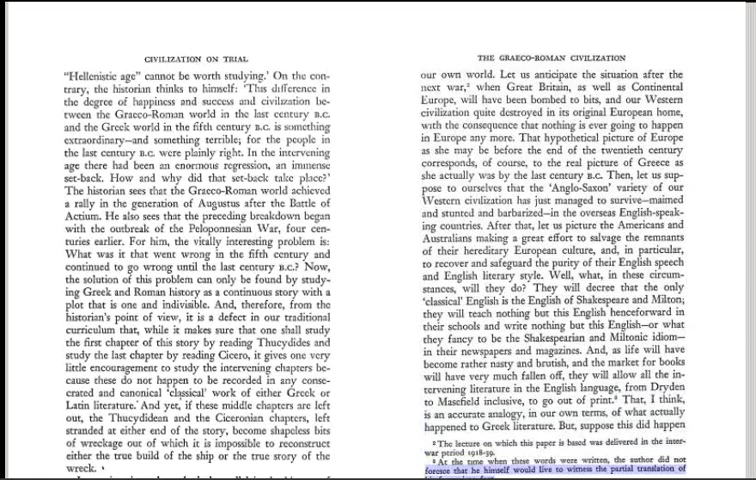 CIVILIZATION ON TRIAL
“Hellenistic age” cannot be worth studying.’ On the con-
trary, the historian thinks to himself: ‘This difference in
the degree of happiness and success and civilization be-
tween the Graeco-Roman world in the last century B.C.
and the Greek world in the fifth century B.C. is something
extraordinary—and something terrible; for the people in
the last century B.C. were plainly right. In the intervening
age there had been an enormous regression, an immense
set-back. How and why did that set-back take place?’
The historian sees that the Graeco-Roman world achieved
a rally in the generation of Augustus after the Battle of
Actium. He also sees that the preceding breakdown began
with the outbreak of the Peloponnesian War, four cen-
turies earlier. For him, the vitally interesting problem is:
What was it that went wrong in the fifth century and
continued to go wrong until the last century B.C.? Now,
the solution of this problem can only be found by study-
ing Greek and Roman history as a continuous story with a
plot that is one and indivisible. And, therefore, from the
historian's point of view, it is a defect in our traditional
curriculum that, while it makes sure that one shall study
the first chapter of this story by reading Thucydides and
study the last chapter by reading Cicero, it gives one very
little encouragement to study the intervening chapters be-
cause these do not happen to be recorded in any conse-
crated and canonical ‘classical’ work of either Greek or
Latin literature. And yet, if these middle chapters are left
out, the Thucydidean and the Ciceronian chapters, left
stranded at either end of the story, become shapeless bits
of wreckage out of which it is impossible to reconstruct
either the true build of the ship or the true story of the
wreck.
THE GRAECO-ROMAN CIVILIZATION
our own world. Let us anticipate the situation after the
next war,² when Great Britain, as well as Continental
Europe, will have been bombed to bits, and our Western
civilization quite destroyed in its original European home,
with the consequence that nothing is ever going to happen
in Europe any more. That hypothetical picture of Europe
as she may be before the end of the twentieth century
corresponds, of course, to the real picture of Greece as
she actually was by the last century B.C. Then, let us sup-
pose to ourselves that the ‘Anglo-Saxon’ variety of our
Western civilization has just managed to survive—maimed
and stunted and barbarized—in the overseas English-speak-
ing countries. After that, let us picture the Americans and
Australians making a great effort to salvage the remnants
of their hereditary European culture, and, in particular,
to recover and safeguard the purity of their English speech
and English literary style. Well, what, in these circum-
stances, will they do? They will decree that the only
‘classical’ English is the English of Shakespeare and Milton;
they will teach nothing but this English henceforward in
their schools and write nothing but this English—or what
they fancy to be the Shakespearian and Miltonic idiom—
in their newspapers and magazines. And, as life will have
become rather nasty and brutish, and the market for books
will have very much fallen off, they will allow all the in-
tervening literature in the English language, from Dryden
to Masefield inclusive, to go out of print.³ That, I think,
is an accurate analogy, in our own terms, of what actually
happened to Greek literature. But, suppose this did happen
² The lecture on which this paper is based was delivered in the inter-
war period 1918-39.
³ At the time when these words were written, the author did not
foresee that he himself would live to witness the partial translation of